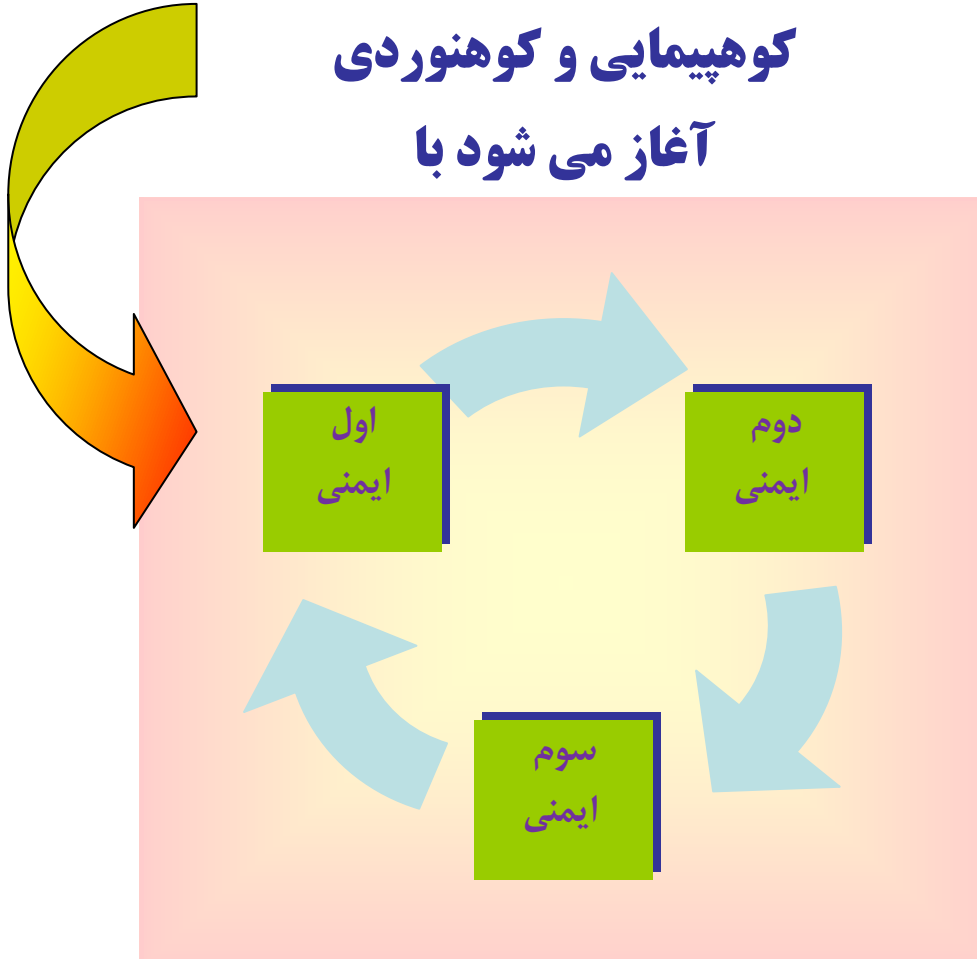 کوهپیمایی و کوهنوردی
آغاز می شود با
اول
ایمنی
دوم
ایمنی
سوم
ایمنی